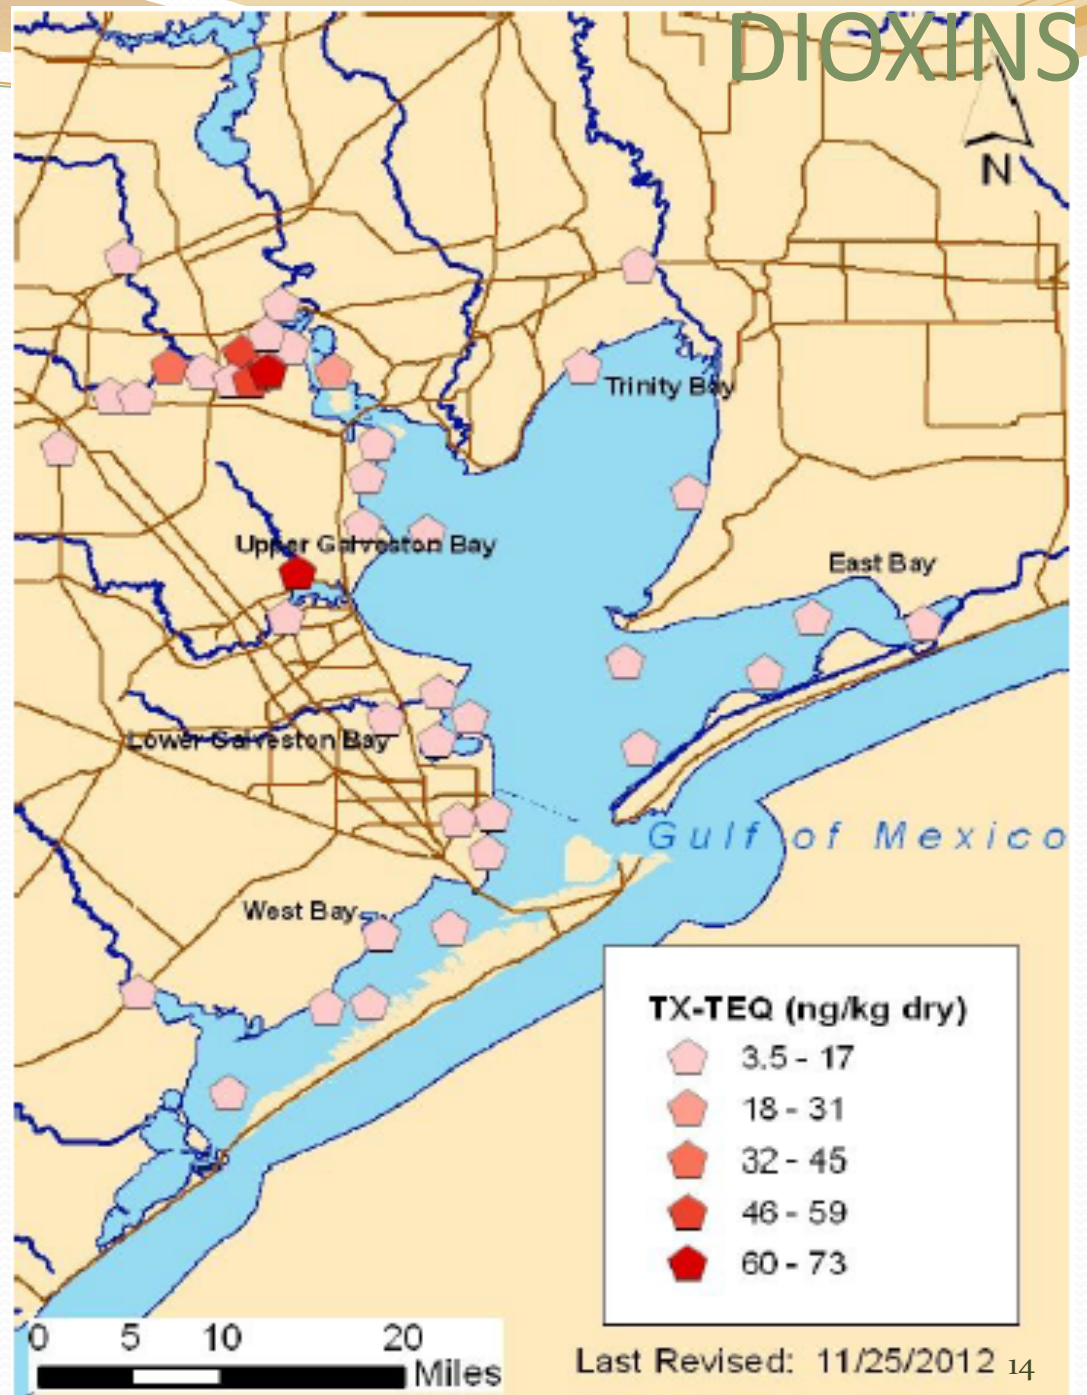 DIOXINS
N
Trinity Bay
Upper Galveston Bay
East Bay
Lower Galveston Bay
Gulf of Mexico
West Bay
TX-TEQ (ng/kg dry)
3.5 - 17
18 - 31
32 - 45
46 - 59
60 - 73
0 5 10 20
Miles
Last Revised: 11/25/2012 14